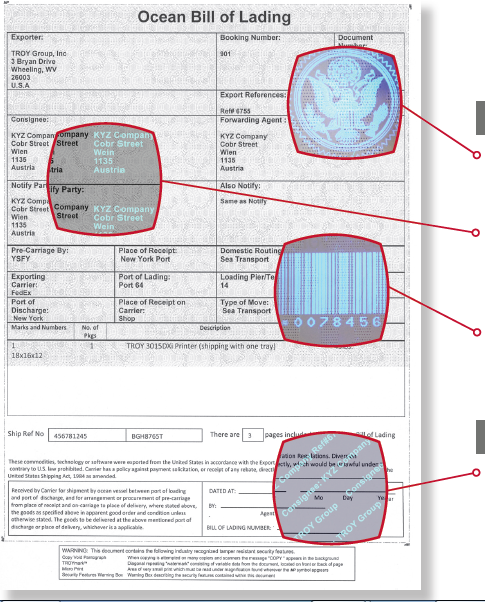 Ocean Bill of Lading
Exporter:
TROY Group, Inc
3 Bryan Drive
Wheeling, WV
26003
U.S.A
Booking Number:
901
Document
Number:
Export References:
Ref# 6755
Consignee:
KYZ Company
Cobr Street
Wien
1135
Austria
Company
Street
KYZ Company
Cobr Street
Wein
1135
Austria
Forwarding Agent :
KYZ Company
Cobr Street
Wien
1135
Austria
Notify Party:
ify Party:
KYZ Company
Cobr Street
Wien
1135
Austria
Company
Street
KYZ Company
Cobr Street
Also Notify:
Same as Notify
Pre-Carriage By:
YSFY
Place of Receipt:
New York Port
Domestic Routing
Sea Transport
Exporting
Carrier:
FedEx
Port of Lading:
Port 64
Loading Pier/Te
14
Port of
Discharge:
New York
Place of Receipt on
Carrier:
Shop
Type of Move:
Sea Transport
*0078456
Marks and Numbers
No. of
Pkgs
Description
1
18x16x12
1
TROY 3015DXi Printer (shipping with one tray)
Ship Ref No
456781245
BGH8765T
There are 3 pages includ
Bill of Lading
These commodities, technology or software were exported from the United States in accordance with the Export
ation Regulations. Diversion
contrary to U.S. law prohibited. Carrier has a policy against payment solicitation, or receipt of any rebate, direct
ctly, which would be unlawful under
the
United States Shipping Act, 1984 as amended.
Received by Carrier for shipment by ocean vessel between port of loading
and port of discharge, and for arrangement or procurement of pre-carriage
from place of receipt and on-carriage to place of delivery, where stated above,
the goods as specified above in apparent good order and condition unless
otherwise stated. The goods to be delivered at the above mentioned port of
discharge or place of delivery, whichever is applicable.
DATED AT:
Mo Day Year
BY:
Agent
BILL OF LADING NUMBER:
TROY Group
TROY Group
WARNING: This document contains the following industry recognized tamper resistant security features.
Copy Void Pantograph When copying is attempted on many copiers and scanners the message "COPY " appears in the background
TROYmark™ Diagonal repeating "watermark" consisting of variable data from the document, located on front or back of page
Micro Print Area of very small print which must be read under magnification found wherever the MP symbol appears
Security Features Warning Box Warning Box describing the security features contained within this document